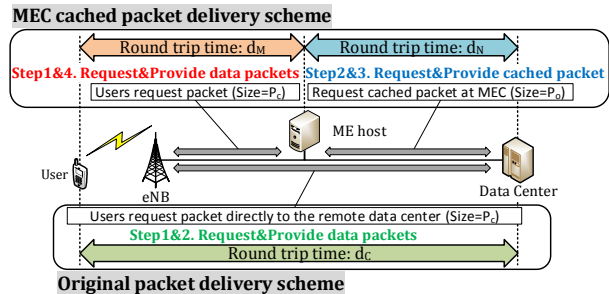 MEC cached packet delivery scheme
Round trip time: dM
Round trip time: dN
Step1&4. Request&Provide data packets
Step2&3. Request&Provide cached packet
Users request packet (Size=Pc)
Request cached packet at MEC (Size=Po)
ME host
User
eNB
Data Center
Users request packet directly to the remote data center (Size=Pc)
Step1&2. Request&Provide data packets
Round trip time: dC
Original packet delivery scheme